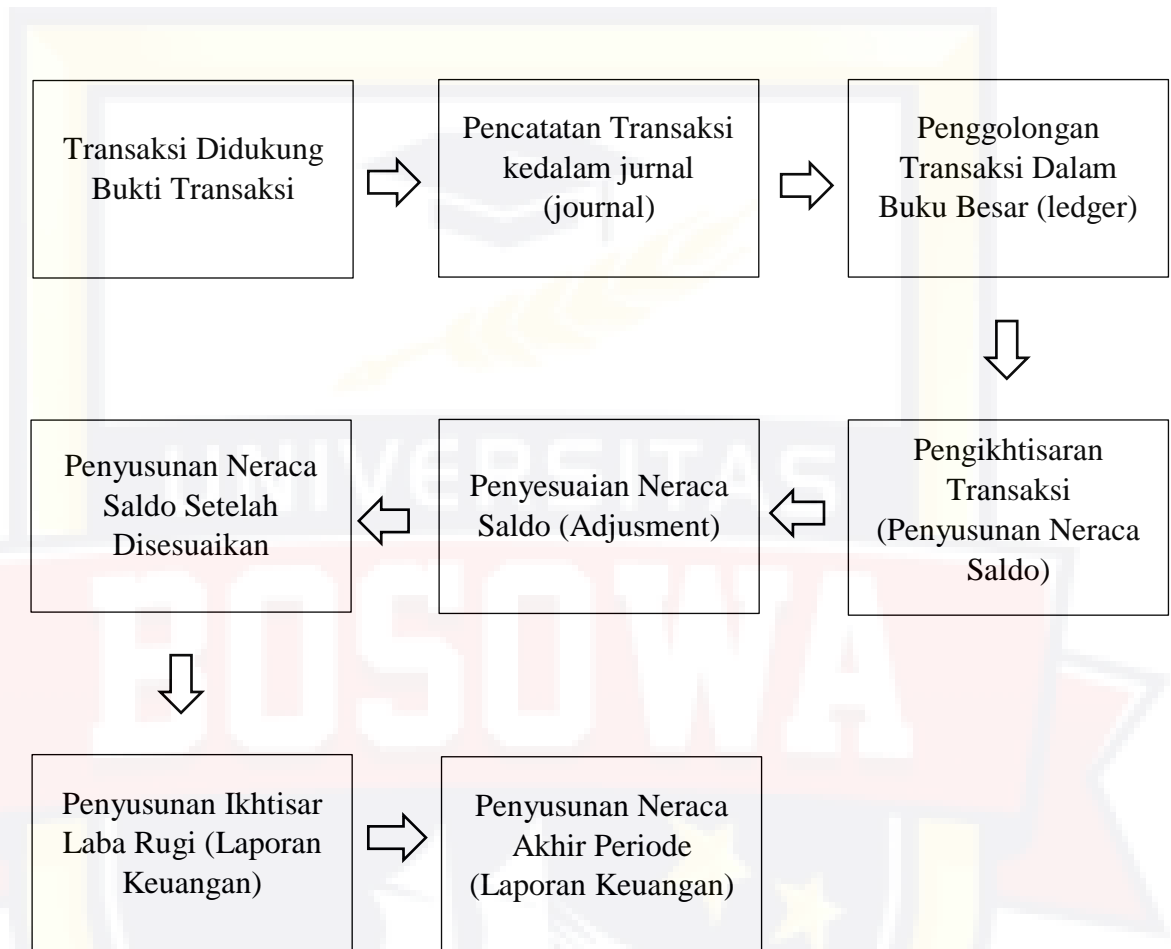 Transaksi Didukung
Bukti Transaksi
Pencatatan Transaksi
kedalam jurnal
(journal)
Penggolongan
Transaksi Dalam
Buku Besar (ledger)
Pengikhtisaran
Transaksi
(Penyusunan Neraca
Saldo)
Penyesuaian Neraca
Saldo (Adjusment)
Penyusunan Neraca
Saldo Setelah
Disesuaikan
Penyusunan Ikhtisar
Laba Rugi (Laporan
Keuangan)
Penyusunan Neraca
Akhir Periode
(Laporan Keuangan)
UNIVERSITAS
BOSOWA